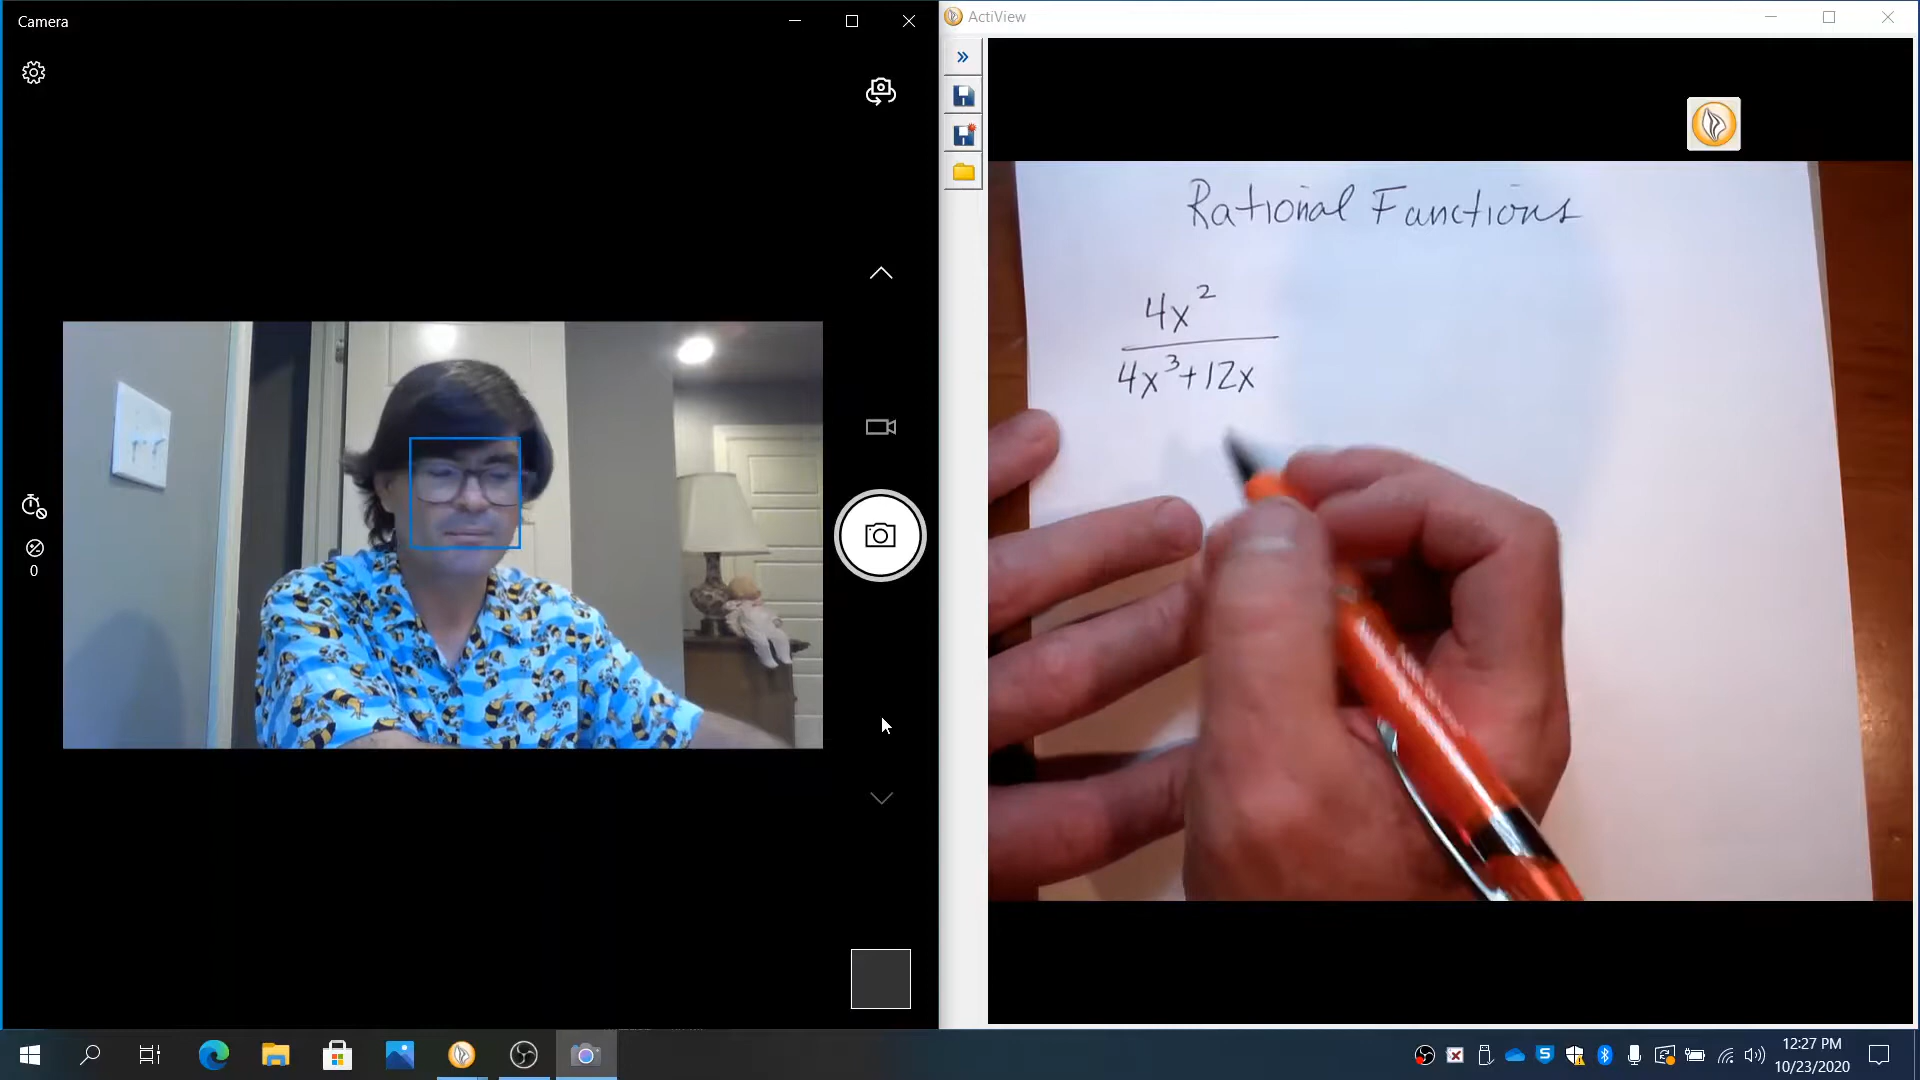 Camera
ActiView
0
Rational Functions
4x²
4x³+12x
12:27 PM
10/23/2020